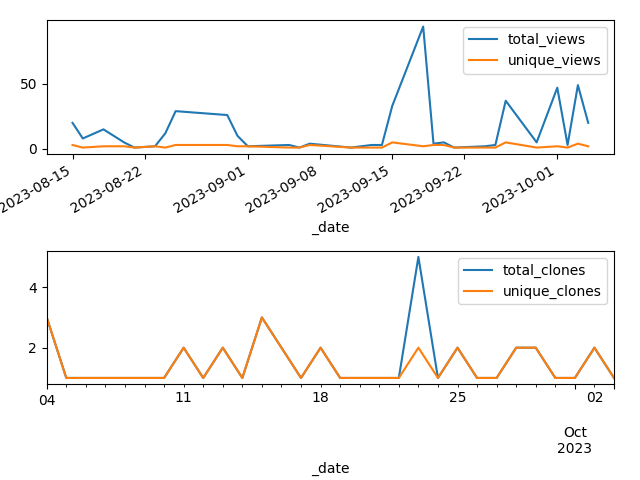 total_views
unique_views
50
0
2023-08-15
2023-08-22
2023-09-01
2023-09-08
2023-09-15
2023-09-22
2023-10-01
_date
total_clones
unique_clones
4
2
04
11
18
25
02
Oct
2023
_date